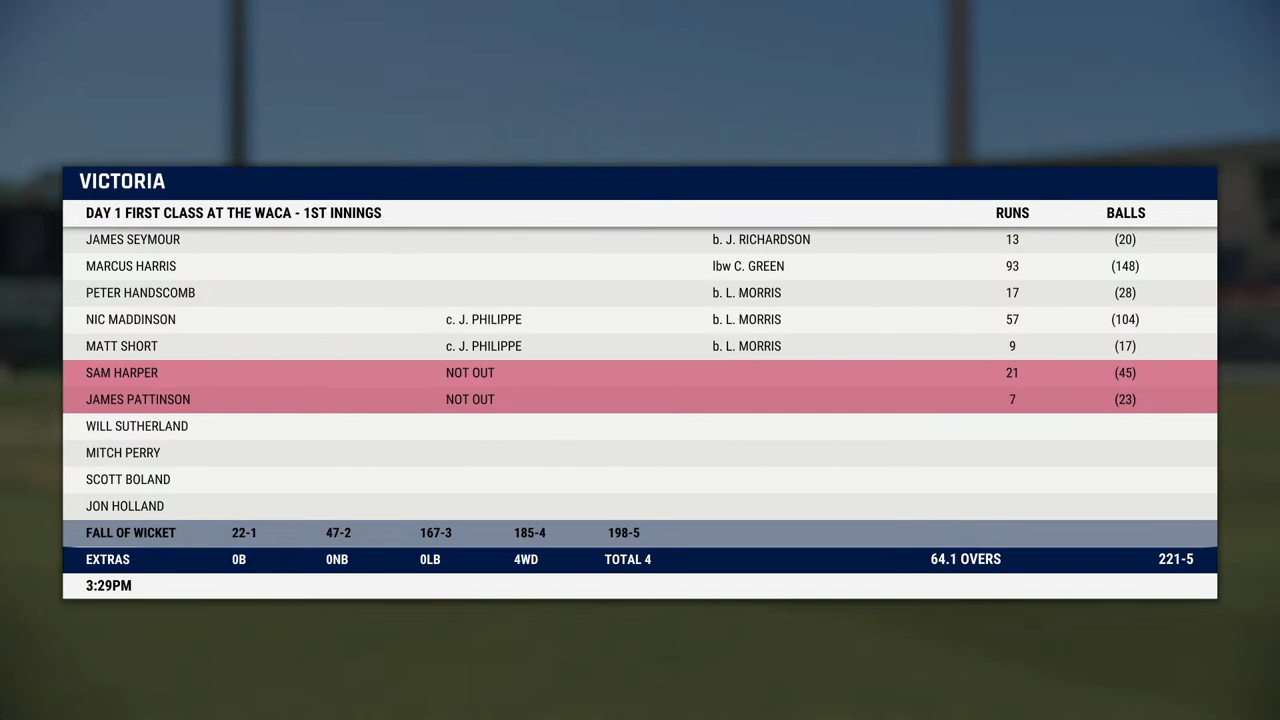 VICTORIA
DAY 1 FIRST CLASS AT THE WACA - 1ST INNINGS RUNS BALLS
JAMES SEYMOUR b. J. RICHARDSON 13 (20)
MARCUS HARRIS lbw C. GREEN 93 (148)
PETER HANDSCOMB b. L. MORRIS 17 (28)
NIC MADDINSON c. J. PHILIPPE b. L. MORRIS 57 (104)
MATT SHORT c. J. PHILIPPE b. L. MORRIS 9 (17)
SAM HARPER NOT OUT 21 (45)
JAMES PATTINSON NOT OUT 7 (23)
WILL SUTHERLAND
MITCH PERRY
SCOTT BOLAND
JON HOLLAND
FALL OF WICKET 22-1 47-2 167-3 185-4 198-5
EXTRAS 0B 0NB 0LB 4WD TOTAL 4 64.1 OVERS 221-5
3:29PM